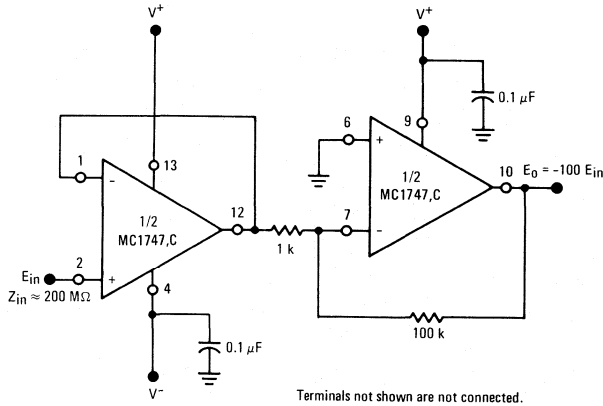 V+
V+
0.1 µF
9
6
+
1
13
-
1/2
MC1747,C
10
E₀ = -100 Eᵢₙ
1/2
MC1747,C
12
7
-
1 k
Eᵢₙ
2
+
Zᵢₙ ≈ 200 MΩ
4
100 k
0.1 µF
V-
Terminals not shown are not connected.